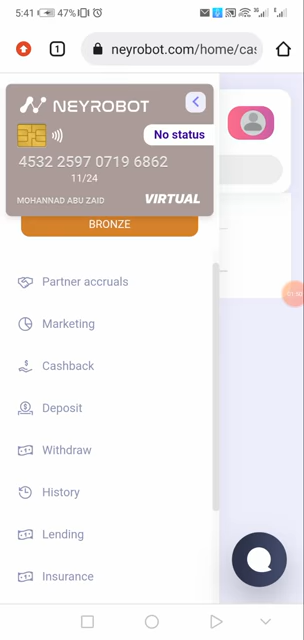 5:41 47%
1 neyrobot.com/home/cas
NEYROBOT
No status
4532 2597 0719 6862
11/24
MOHANNAD ABU ZAID VIRTUAL
BRONZE
Partner accruals
Marketing
Cashback
Deposit
Withdraw
History
Lending
Insurance